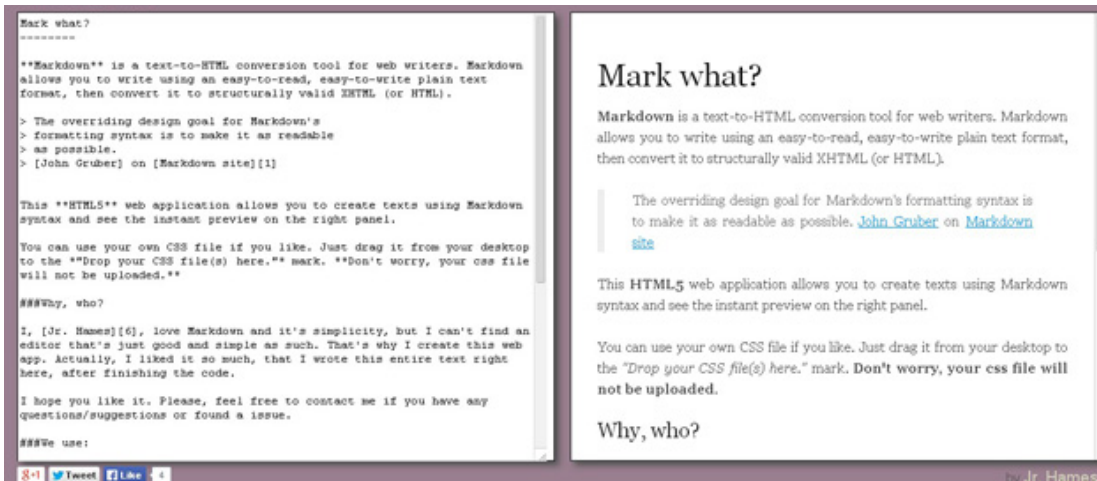 Mark what?
========
**Markdown** is a text-to-HTML conversion tool for web writers. Markdown
allows you to write using an easy-to-read, easy-to-write plain text
format, then convert it to structurally valid XHTML (or HTML).
> The overriding design goal for Markdown's
> formatting syntax is to make it as readable
> as possible.
> [John Gruber] on [Markdown site][1]
This **HTML5** web application allows you to create texts using Markdown
syntax and see the instant preview on the right panel.
You can use your own CSS file if you like. Just drag it from your desktop
to the *"Drop your CSS file(s) here."* mark. **Don't worry, your css file
will not be uploaded.**
###Why, who?
I, [Jr. Hames][6], love Markdown and it's simplicity, but I can't find an
editor that's just good and simple as such. That's why I create this web
app. Actually, I liked it so much, that I wrote this entire text right
here, after finishing the code.
I hope you like it. Please, feel free to contact me if you have any
questions/suggestions or found a issue.
###We use:
Mark what?
Markdown is a text-to-HTML conversion tool for web writers. Markdown
allows you to write using an easy-to-read, easy-to-write plain text format,
then convert it to structurally valid XHTML (or HTML).
The overriding design goal for Markdown's formatting syntax is
to make it as readable as possible. John Gruber on Markdown
site
This HTML5 web application allows you to create texts using Markdown
syntax and see the instant preview on the right panel.
You can use your own CSS file if you like. Just drag it from your desktop to
the "Drop your CSS file(s) here." mark. Don't worry, your css file will
not be uploaded.
Why, who?
g+1 Tweet Like 4
by Jr. Hames